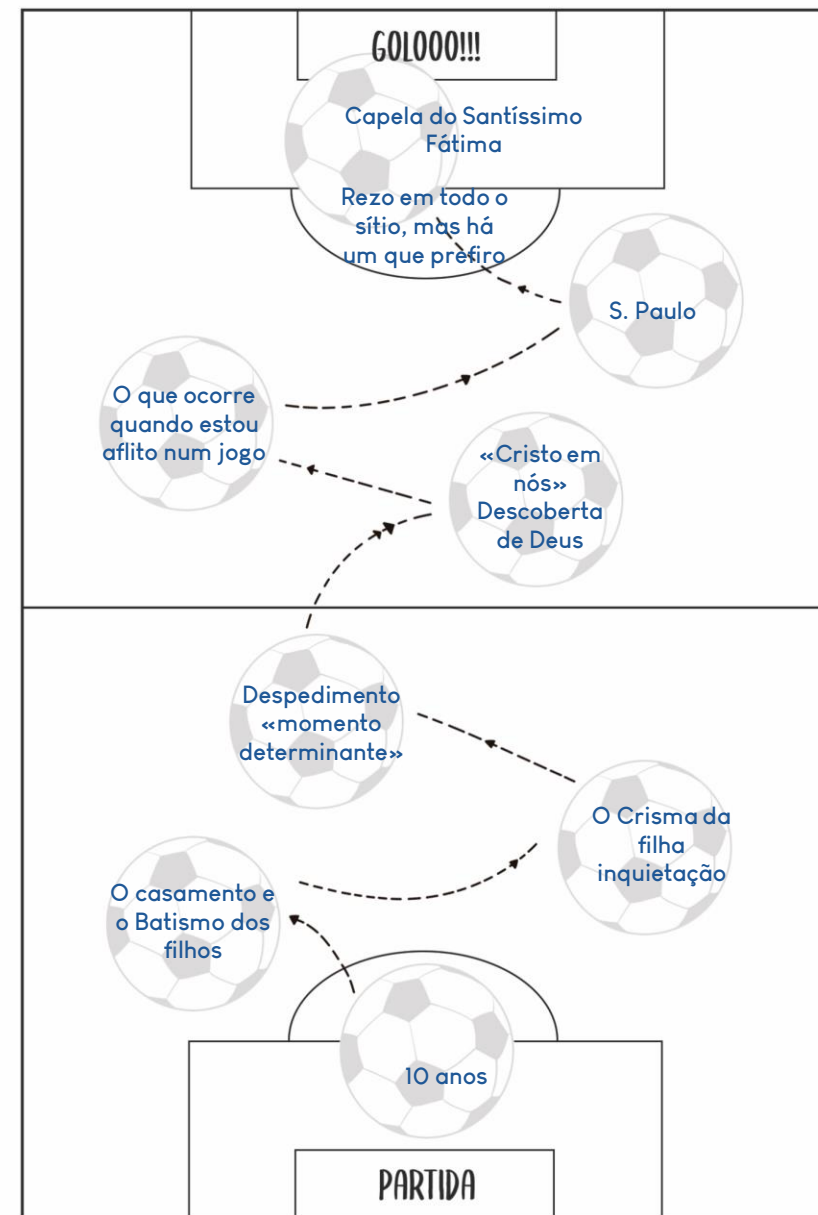 GOLOOO!!!
Capela do Santíssimo
Fátima
Rezo em todo o
sítio, mas há
um que prefiro
S. Paulo
O que ocorre
quando estou
aflito num jogo
«Cristo em
nós»
Descoberta
de Deus
Despedimento
«momento
determinante»
O Crisma da
filha
inquietação
O casamento e
o Batismo dos
filhos
10 anos
PARTIDA